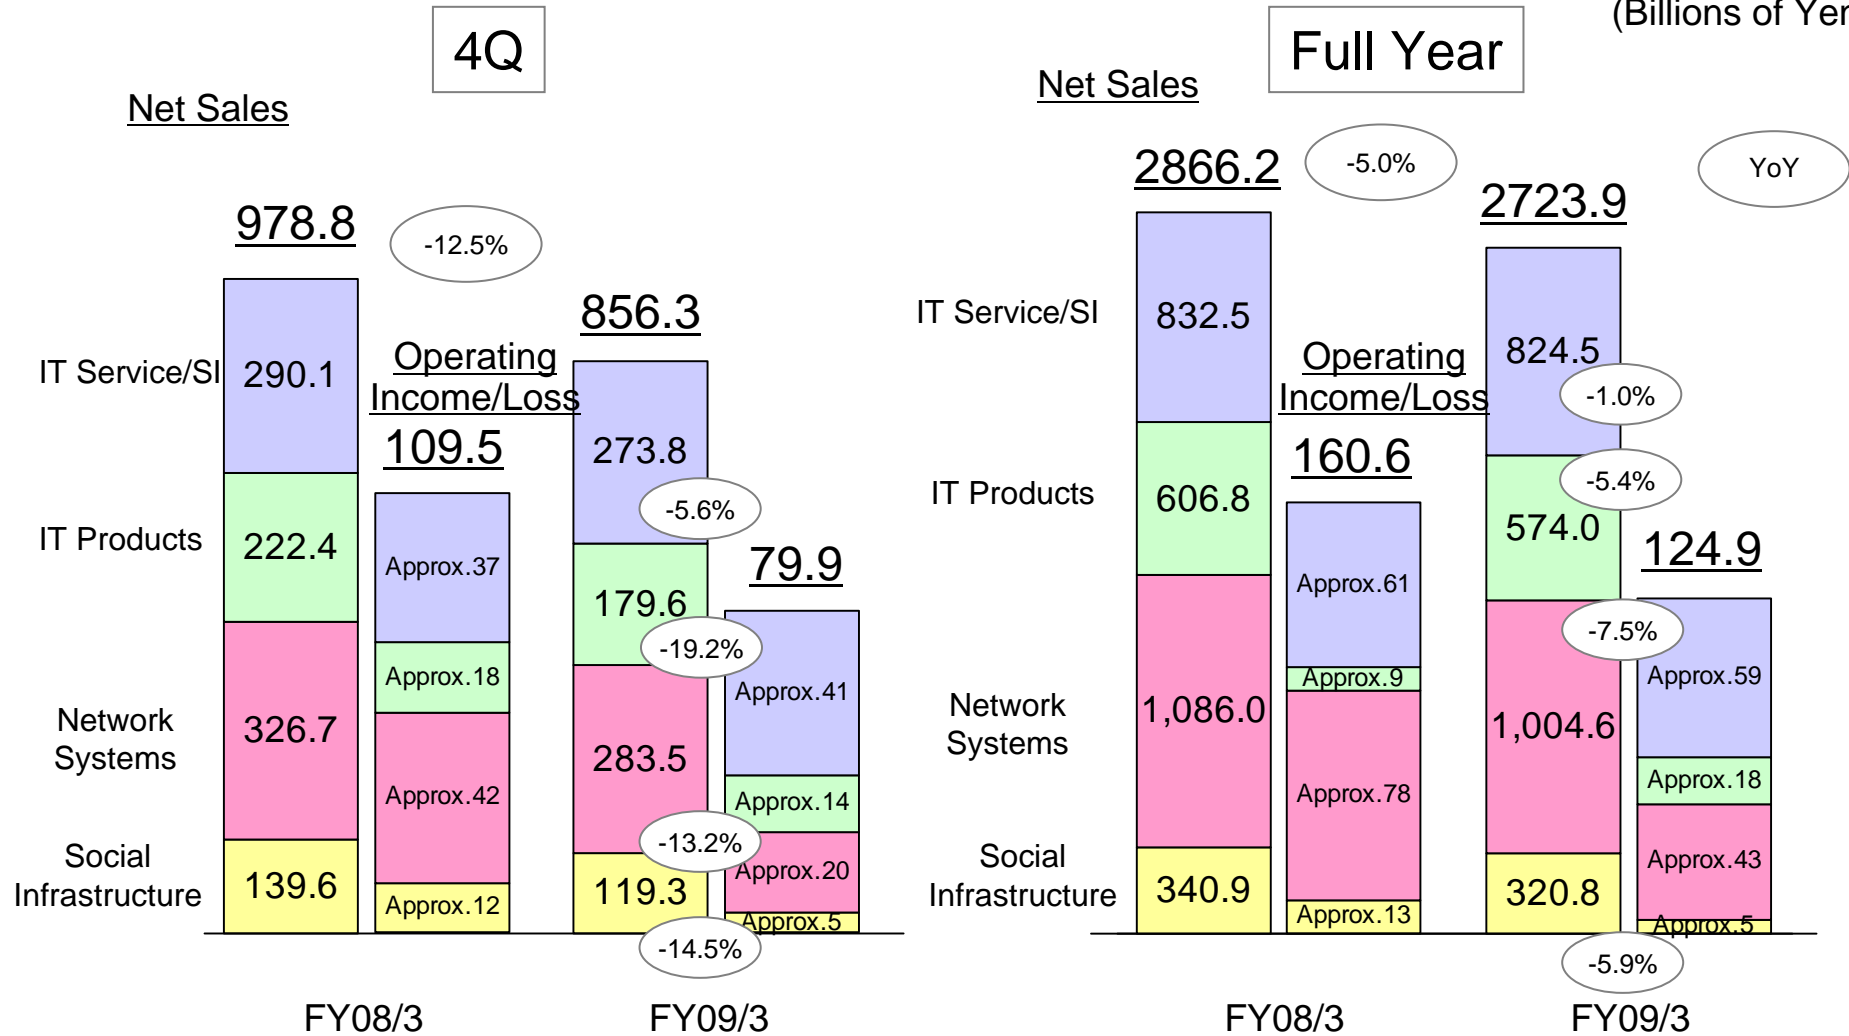 (Billions of Yen
4Q
Full Year
Net Sales
Net Sales
978.8
-12.5%
856.3
IT Service/SI
290.1
Operating
Income/Loss
109.5
273.8
-5.6%
IT Products
222.4
Approx.37
179.6
-19.2%
79.9
Approx.18
Approx.41
Network
Systems
326.7
Approx.42
283.5
-13.2%
Approx.14
Approx.20
Social
Infrastructure
139.6
Approx.12
119.3
-14.5%
Approx.5
FY08/3
FY09/3
2866.2
-5.0%
2723.9
YoY
IT Service/SI
832.5
Operating
Income/Loss
160.6
824.5
-1.0%
IT Products
606.8
Approx.61
-5.4%
574.0
124.9
Approx.9
-7.5%
Approx.59
Network
Systems
1,086.0
Approx.78
1,004.6
Approx.18
Approx.43
Social
Infrastructure
340.9
Approx.13
320.8
Approx.5
-5.9%
FY08/3
FY09/3